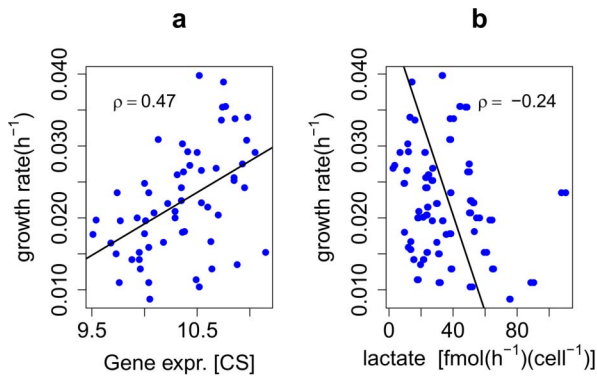 a
growth rate(h⁻¹)
0.010 0.020 0.030 0.040
ρ = 0.47
9.5 10.5
Gene expr. [CS]
b
growth rate(h⁻¹)
0.010 0.020 0.030 0.040
ρ = −0.24
0 40 80
lactate [fmol(h⁻¹)(cell⁻¹)]